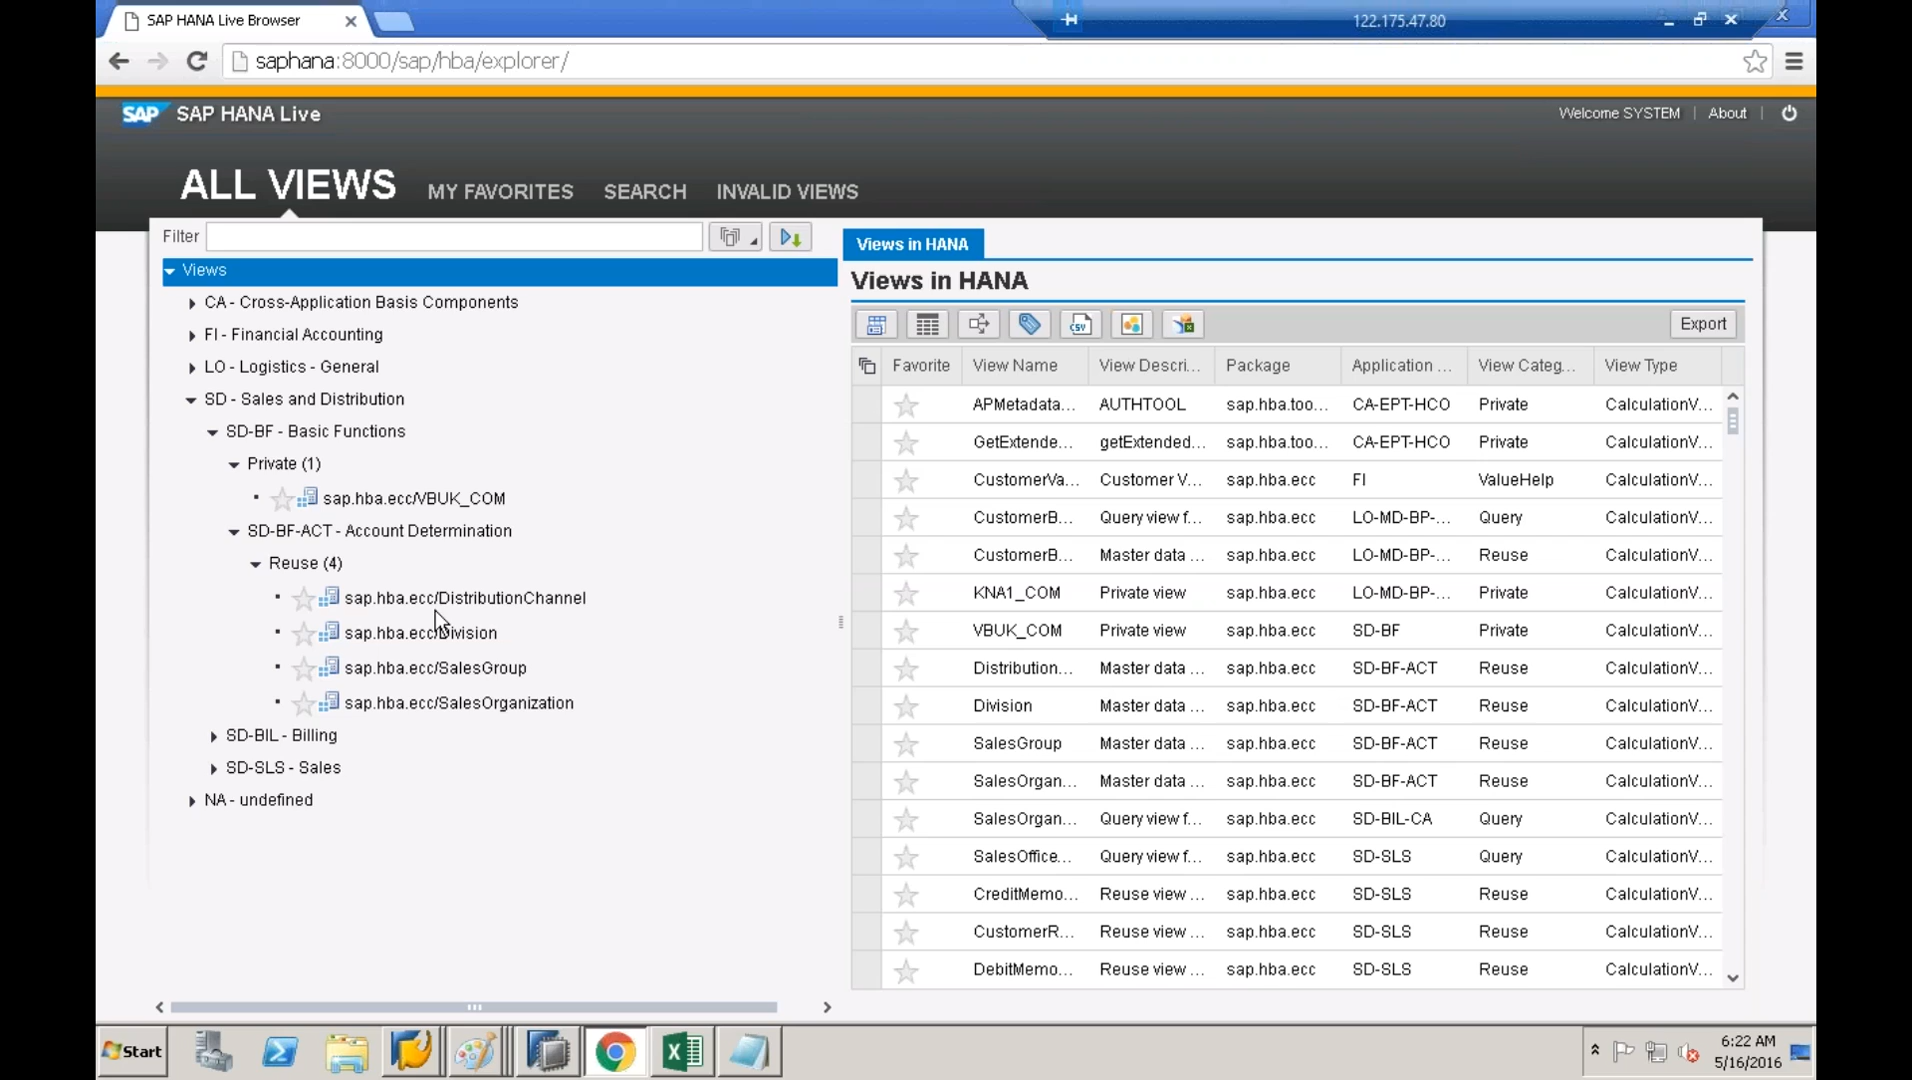 SAP HANA Live Browser
122.175.47.80
saphana:8000/sap/hba/explorer/
SAP SAP HANA Live
Welcome SYSTEM | About
ALL VIEWS MY FAVORITES SEARCH INVALID VIEWS
Filter
Views
CA - Cross-Application Basis Components
FI - Financial Accounting
LO - Logistics - General
SD - Sales and Distribution
SD-BF - Basic Functions
Private (1)
sap.hba.ecc/VBUK_COM
SD-BF-ACT - Account Determination
Reuse (4)
sap.hba.ecc/DistributionChannel
sap.hba.ecc/Division
sap.hba.ecc/SalesGroup
sap.hba.ecc/SalesOrganization
SD-BIL - Billing
SD-SLS - Sales
NA - undefined
Views in HANA
Views in HANA
CSV
Export
Favorite View Name View Descri... Package Application ... View Categ... View Type
APMetadata... AUTHTOOL sap.hba.too... CA-EPT-HCO Private CalculationV...
GetExtende... getExtended... sap.hba.too... CA-EPT-HCO Private CalculationV...
CustomerVa... Customer V... sap.hba.ecc FI ValueHelp CalculationV...
CustomerB... Query view f... sap.hba.ecc LO-MD-BP-... Query CalculationV...
CustomerB... Master data ... sap.hba.ecc LO-MD-BP-... Reuse CalculationV...
KNA1_COM Private view sap.hba.ecc LO-MD-BP-... Private CalculationV...
VBUK_COM Private view sap.hba.ecc SD-BF Private CalculationV...
Distribution... Master data ... sap.hba.ecc SD-BF-ACT Reuse CalculationV...
Division Master data ... sap.hba.ecc SD-BF-ACT Reuse CalculationV...
SalesGroup Master data ... sap.hba.ecc SD-BF-ACT Reuse CalculationV...
SalesOrgan... Master data ... sap.hba.ecc SD-BF-ACT Reuse CalculationV...
SalesOrgan... Query view f... sap.hba.ecc SD-BIL-CA Query CalculationV...
SalesOffice... Query view f... sap.hba.ecc SD-SLS Query CalculationV...
CreditMemo... Reuse view ... sap.hba.ecc SD-SLS Reuse CalculationV...
CustomerR... Reuse view ... sap.hba.ecc SD-SLS Reuse CalculationV...
DebitMemo... Reuse view ... sap.hba.ecc SD-SLS Reuse CalculationV...
Start
6:22 AM
5/16/2016